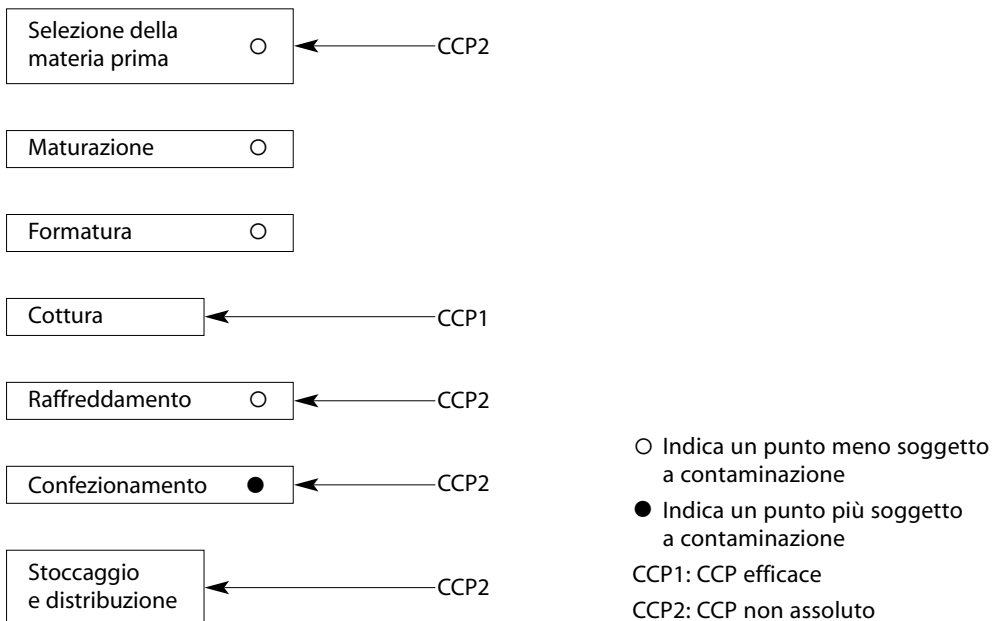 Selezione della
materia prima
CCP2
Maturazione
Formatura
Cottura
CCP1
Raffreddamento
CCP2
Confezionamento
CCP2
Stoccaggio
e distribuzione
CCP2
Indica un punto meno soggetto
a contaminazione
Indica un punto più soggetto
a contaminazione
CCP1: CCP efficace
CCP2: CCP non assoluto